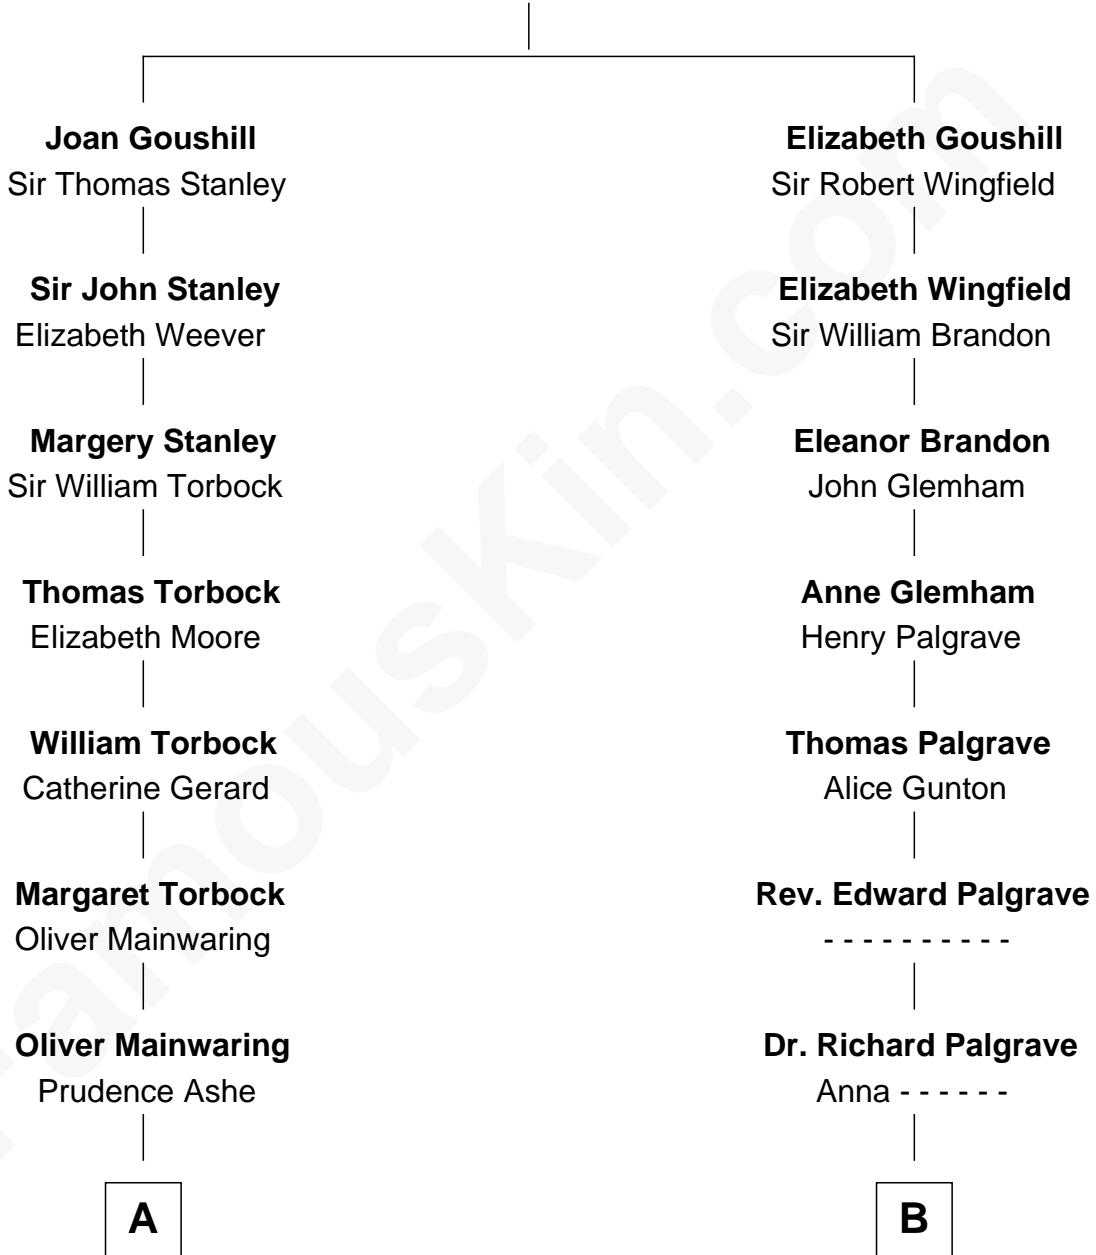 Joan Goushill
Sir Thomas Stanley
Sir John Stanley
Elizabeth Weever
Margery Stanley
Sir William Torbock
Thomas Torbock
Elizabeth Moore
William Torbock
Catherine Gerard
Margaret Torbock
Oliver Mainwaring
Oliver Mainwaring
Prudence Ashe
A
Elizabeth Goushill
Sir Robert Wingfield
Elizabeth Wingfield
Sir William Brandon
Eleanor Brandon
John Glemham
Anne Glemham
Henry Palgrave
Thomas Palgrave
Alice Gunton
Rev. Edward Palgrave
- - - - - - - - - -
Dr. Richard Palgrave
Anna - - - - - -
B
FamousKin.com